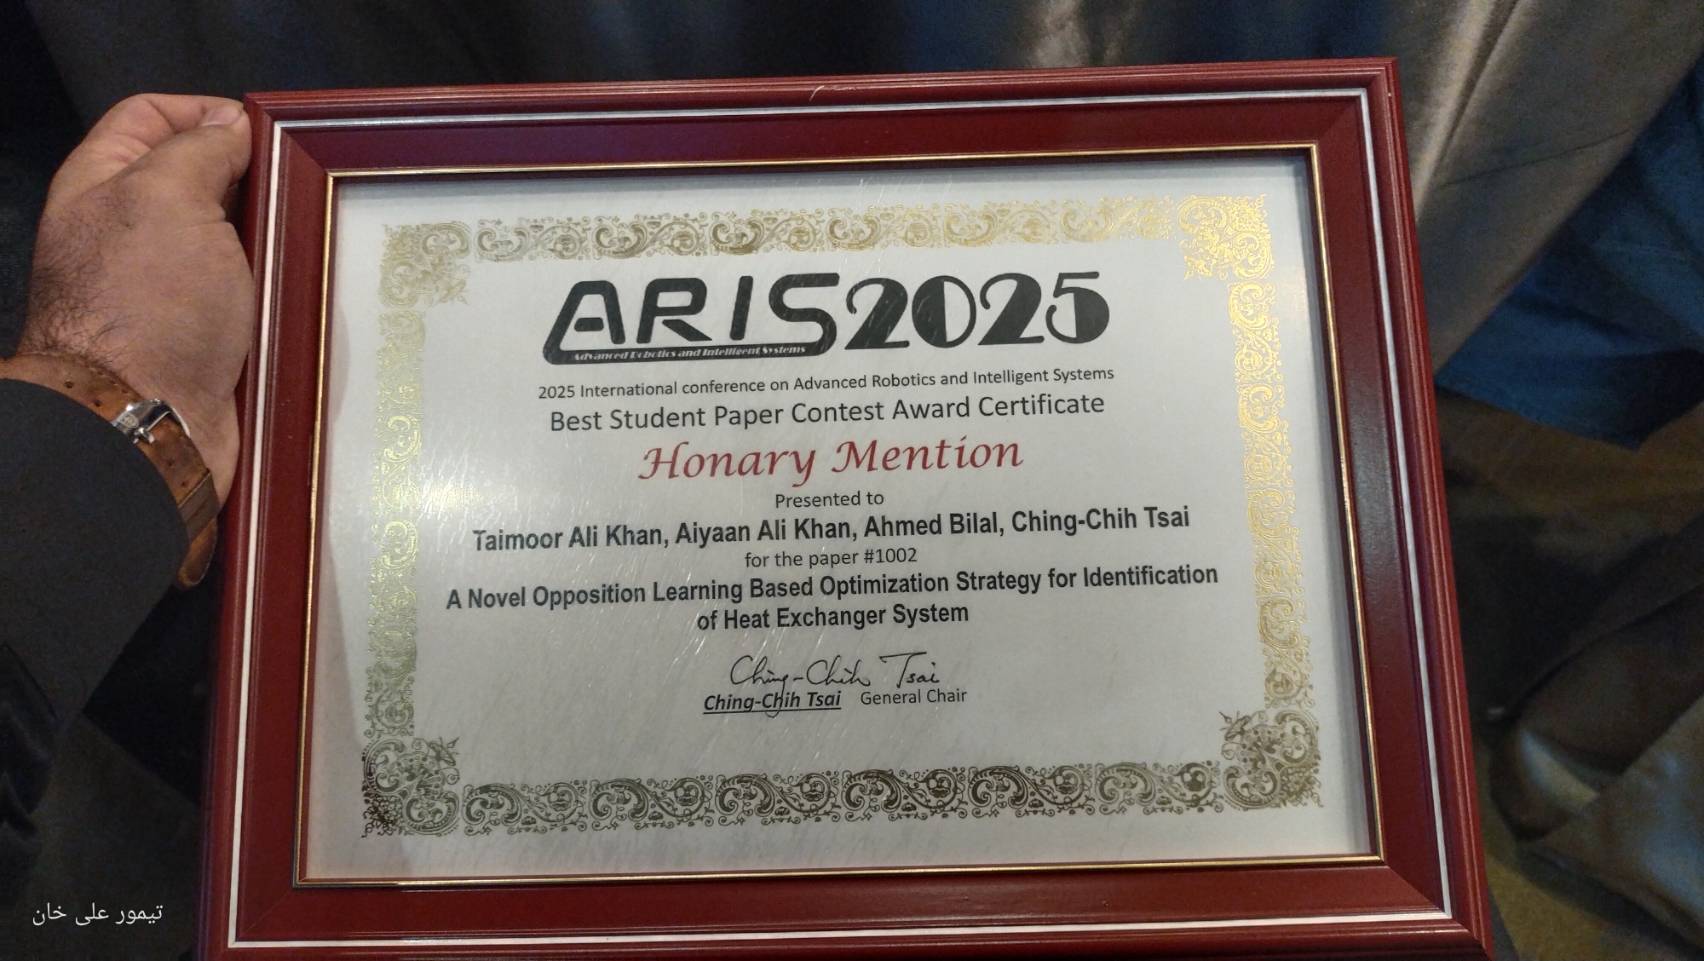 ARIS2025
Advanced Robotics and Intelligent Systems
2025 International conference on Advanced Robotics and Intelligent Systems
Best Student Paper Contest Award Certificate
Honary Mention
Presented to
Taimoor Ali Khan, Aiyaan Ali Khan, Ahmed Bilal, Ching-Chih Tsai
for the paper #1002
A Novel Opposition Learning Based Optimization Strategy for Identification
of Heat Exchanger System
Ching-Chih Tsai
Ching-Chih Tsai General Chair
تیمور علی خان